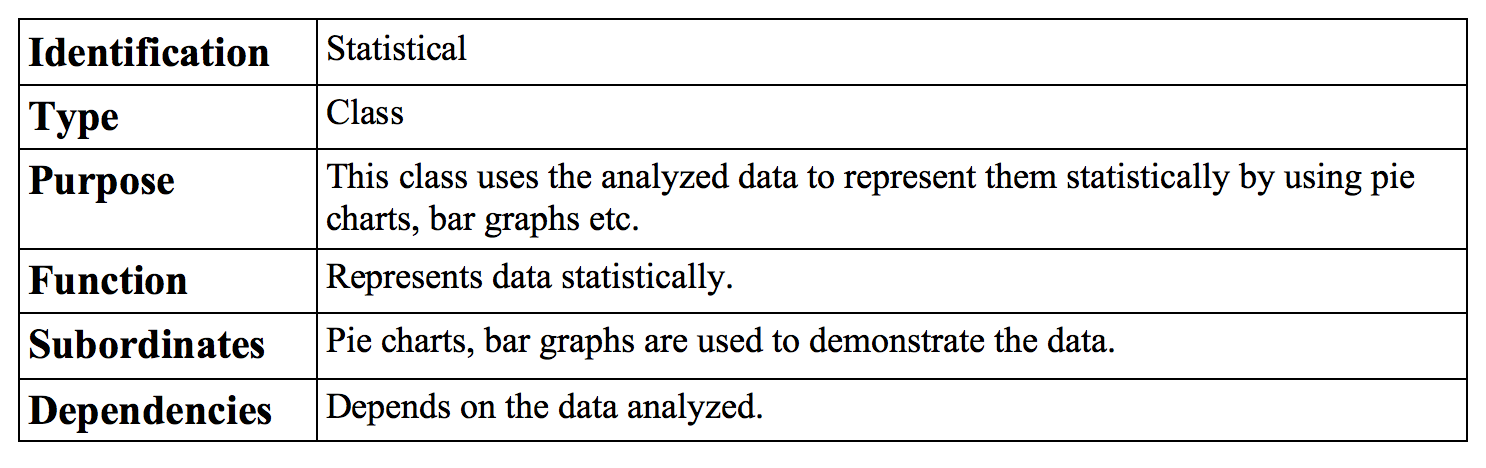 Identification Statistical
Type Class
Purpose This class uses the analyzed data to represent them statistically by using pie
charts, bar graphs etc.
Function Represents data statistically.
Subordinates Pie charts, bar graphs are used to demonstrate the data.
Dependencies Depends on the data analyzed.